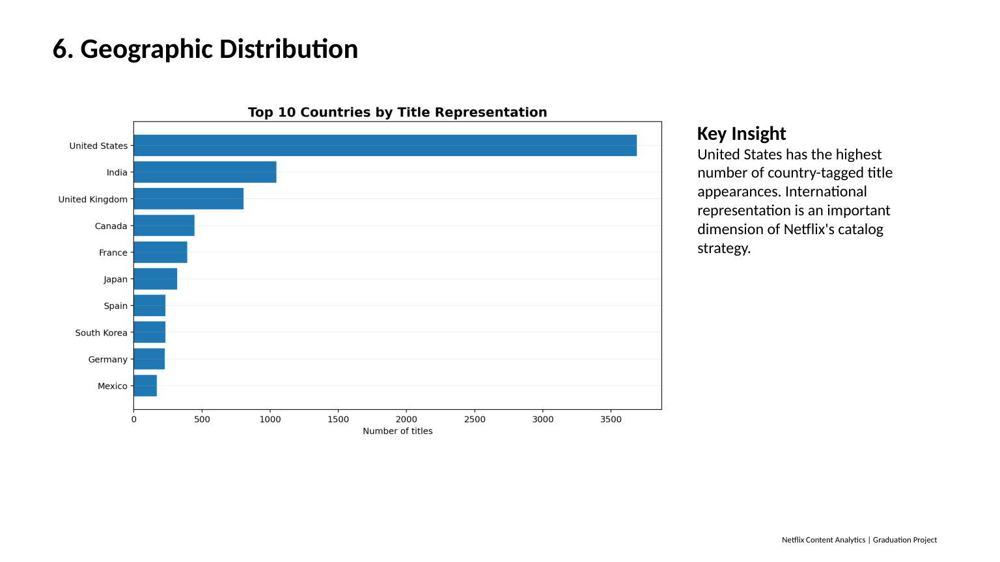 6. Geographic Distribution
Top 10 Countries by Title Representation
United States
India
United Kingdom
Canada
France
Japan
Spain
South Korea
Germany
Mexico
0 500 1000 1500 2000 2500 3000 3500
Number of titles
Key Insight
United States has the highest
number of country-tagged title
appearances. International
representation is an important
dimension of Netflix's catalog
strategy.
Netflix Content Analytics | Graduation Project